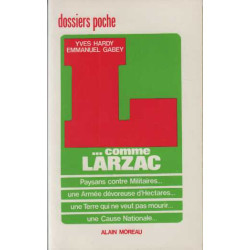 dossiers poche
YVES HARDY
EMMANUEL GABEY
L
... comme
LARZAC
Paysans contre Militaires...
une Armée dévoreuse d'Hectares...
une Terre qui ne veut pas mourir...
une Cause Nationale...
ALAIN MOREAU